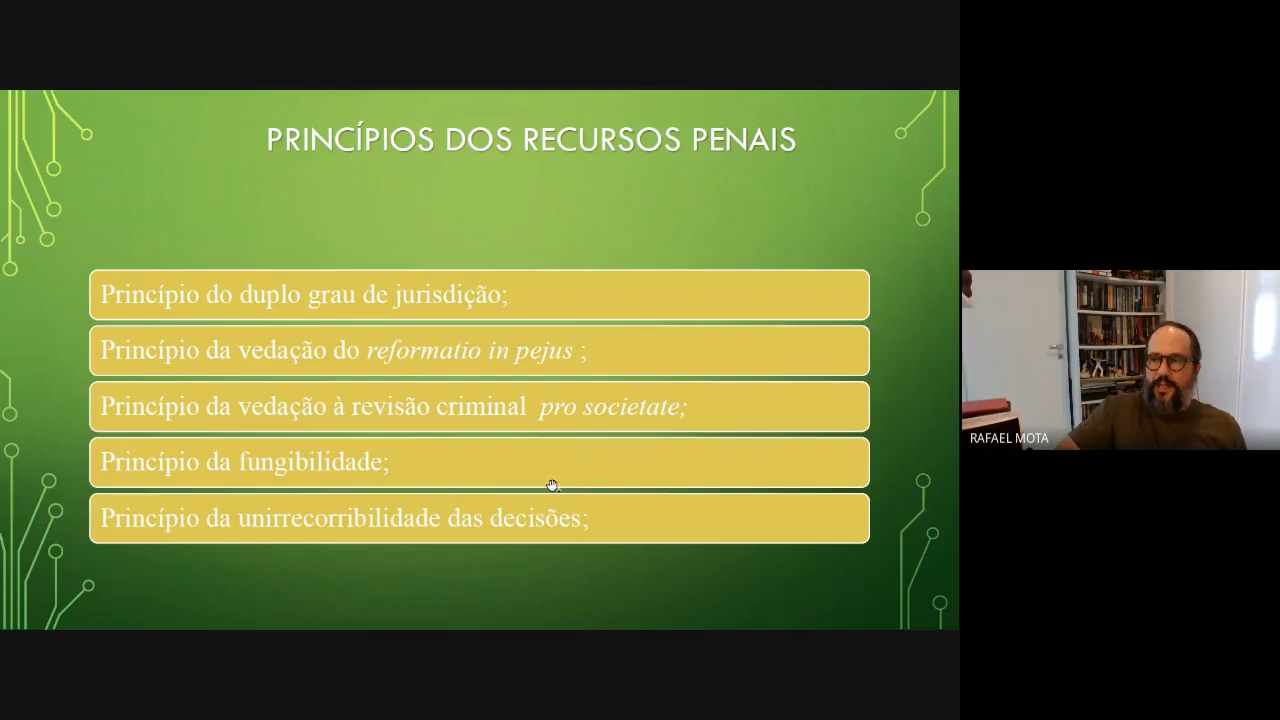 PRINCÍPIOS DOS RECURSOS PENAIS
Princípio do duplo grau de jurisdição;
Princípio da vedação do reformatio in pejus ;
Princípio da vedação à revisão criminal pro societate;
Princípio da fungibilidade;
Princípio da unirrecorribilidade das decisões;
RAFAEL MOTA